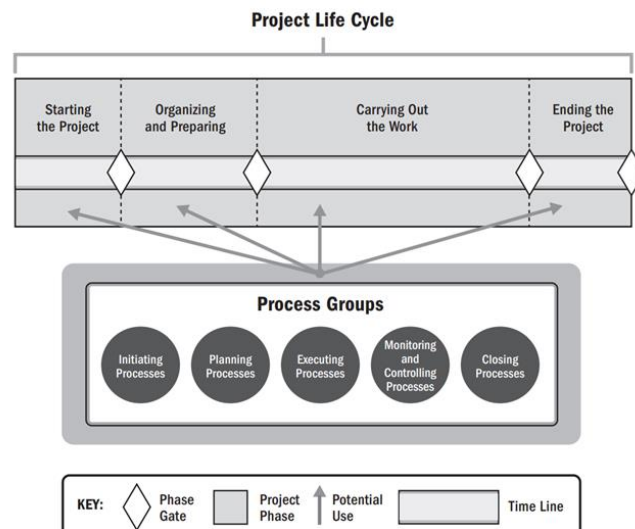 Project Life Cycle
Starting
the Project
Organizing
and Preparing
Carrying Out
the Work
Ending the
Project
Process Groups
Initiating
Processes
Planning
Processes
Executing
Processes
Monitoring
and
Controlling
Processes
Closing
Processes
KEY:
Phase
Gate
Project
Phase
Potential
Use
Time Line